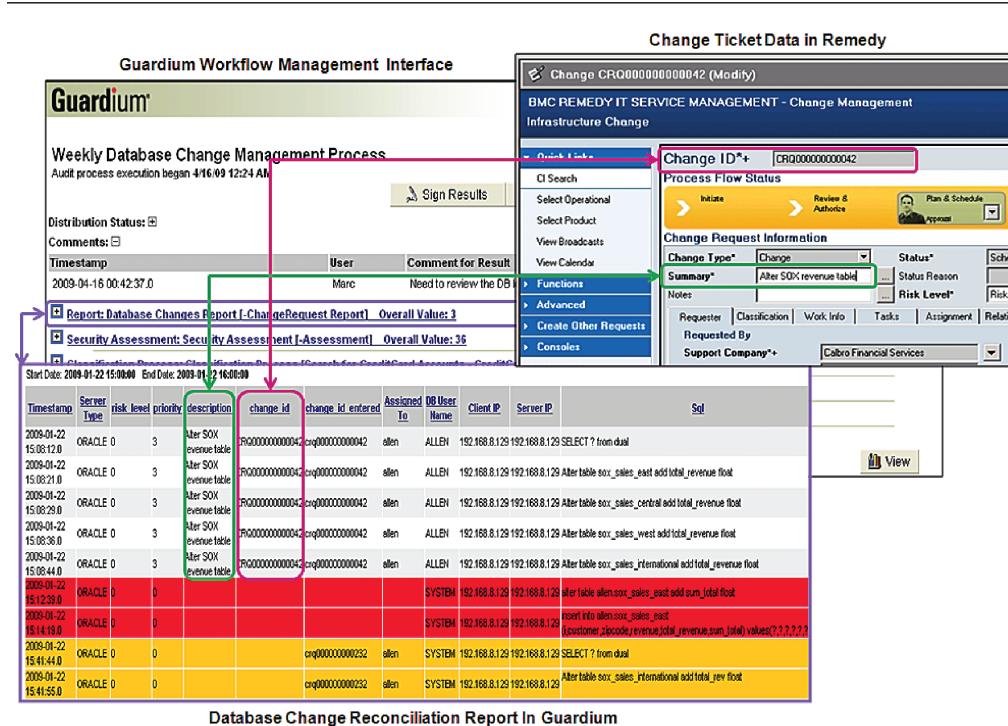 Change Ticket Data in Remedy
Guardium Workflow Management Interface
Guardium
Weekly Database Change Management Process
Audit process execution began 4/16/09 12:24 AM
Sign Results
Distribution Status:
Comments:
Timestamp User Comment for Result
2009-04-16 00:42:37.0 Marc Need to review the DB
Report: Database Changes Report [-ChangeRequest Report] Overall Value: 3
Security Assessment: Security Assessment [-Assessment] Overall Value: 36
View
Change CRQ000000000042 (Modify)
BMC REMEDY IT SERVICE MANAGEMENT - Change Management
Infrastructure Change
Quick Links
CI Search
Select Operational
Select Product
View Broadcasts
View Calendar
Functions
Advanced
Create Other Requests
Consoles
Change ID*+ CRQ000000000042
Process Flow Status
Initiate
Review &
Authorize
Plan & Schedule
Approval
Change Request Information
Change Type* Change Status* Sche
Summary* Alter SOX revenue table ... Status Reason
Notes ... Risk Level* Risk
Requester Classification Work Info Tasks Assignment Relati
Requested By
Support Company*+ Calbro Financial Services
Start Date: 2009-01-22 15:00:00 End Date: 2009-01-22 16:00:00
Timestamp Server Type risk_level priority description change_id change_id_entered Assigned To DB User Name Client IP Server IP Sql
2009-01-22
15:08:12.0 ORACLE 0 3 Alter SOX
evenue table CRQ000000000042 crq000000000042 allen ALLEN 192.168.8.129 192.168.8.129 SELECT ? from dual
2009-01-22
15:08:21.0 ORACLE 0 3 Alter SOX
evenue table CRQ000000000042 crq000000000042 allen ALLEN 192.168.8.129 192.168.8.129 Alter table sox_sales_east add total_revenue float
2009-01-22
15:08:29.0 ORACLE 0 3 Alter SOX
evenue table CRQ000000000042 crq000000000042 allen ALLEN 192.168.8.129 192.168.8.129 Alter table sox_sales_central add total_revenue float
2009-01-22
15:08:36.0 ORACLE 0 3 Alter SOX
evenue table CRQ000000000042 crq000000000042 allen ALLEN 192.168.8.129 192.168.8.129 Alter table sox_sales_west add total_revenue float
2009-01-22
15:08:44.0 ORACLE 0 3 Alter SOX
evenue table CRQ000000000042 crq000000000042 allen ALLEN 192.168.8.129 192.168.8.129 Alter table sox_sales_international add total_revenue float
2009-01-22
15:12:39.0 ORACLE 0 0 SYSTEM 192.168.8.129 192.168.8.129 alter table allen.sox_sales_east add sum_total float
2009-01-22
15:14:19.0 ORACLE 0 0 SYSTEM 192.168.8.129 192.168.8.129 insert into allen.sox_sales_east
(i,customer,zipcode,revenue,total_revenue,sum_total) values(?,?,?,?,?,?
2009-01-22
15:41:44.0 ORACLE 0 0 crq000000000232 allen SYSTEM 192.168.8.129 192.168.8.129 SELECT ? from dual
2009-01-22
15:41:55.0 ORACLE 0 0 crq000000000232 allen SYSTEM 192.168.8.129 192.168.8.129 Alter table sox_sales_international add total_rev float
Database Change Reconciliation Report In Guardium